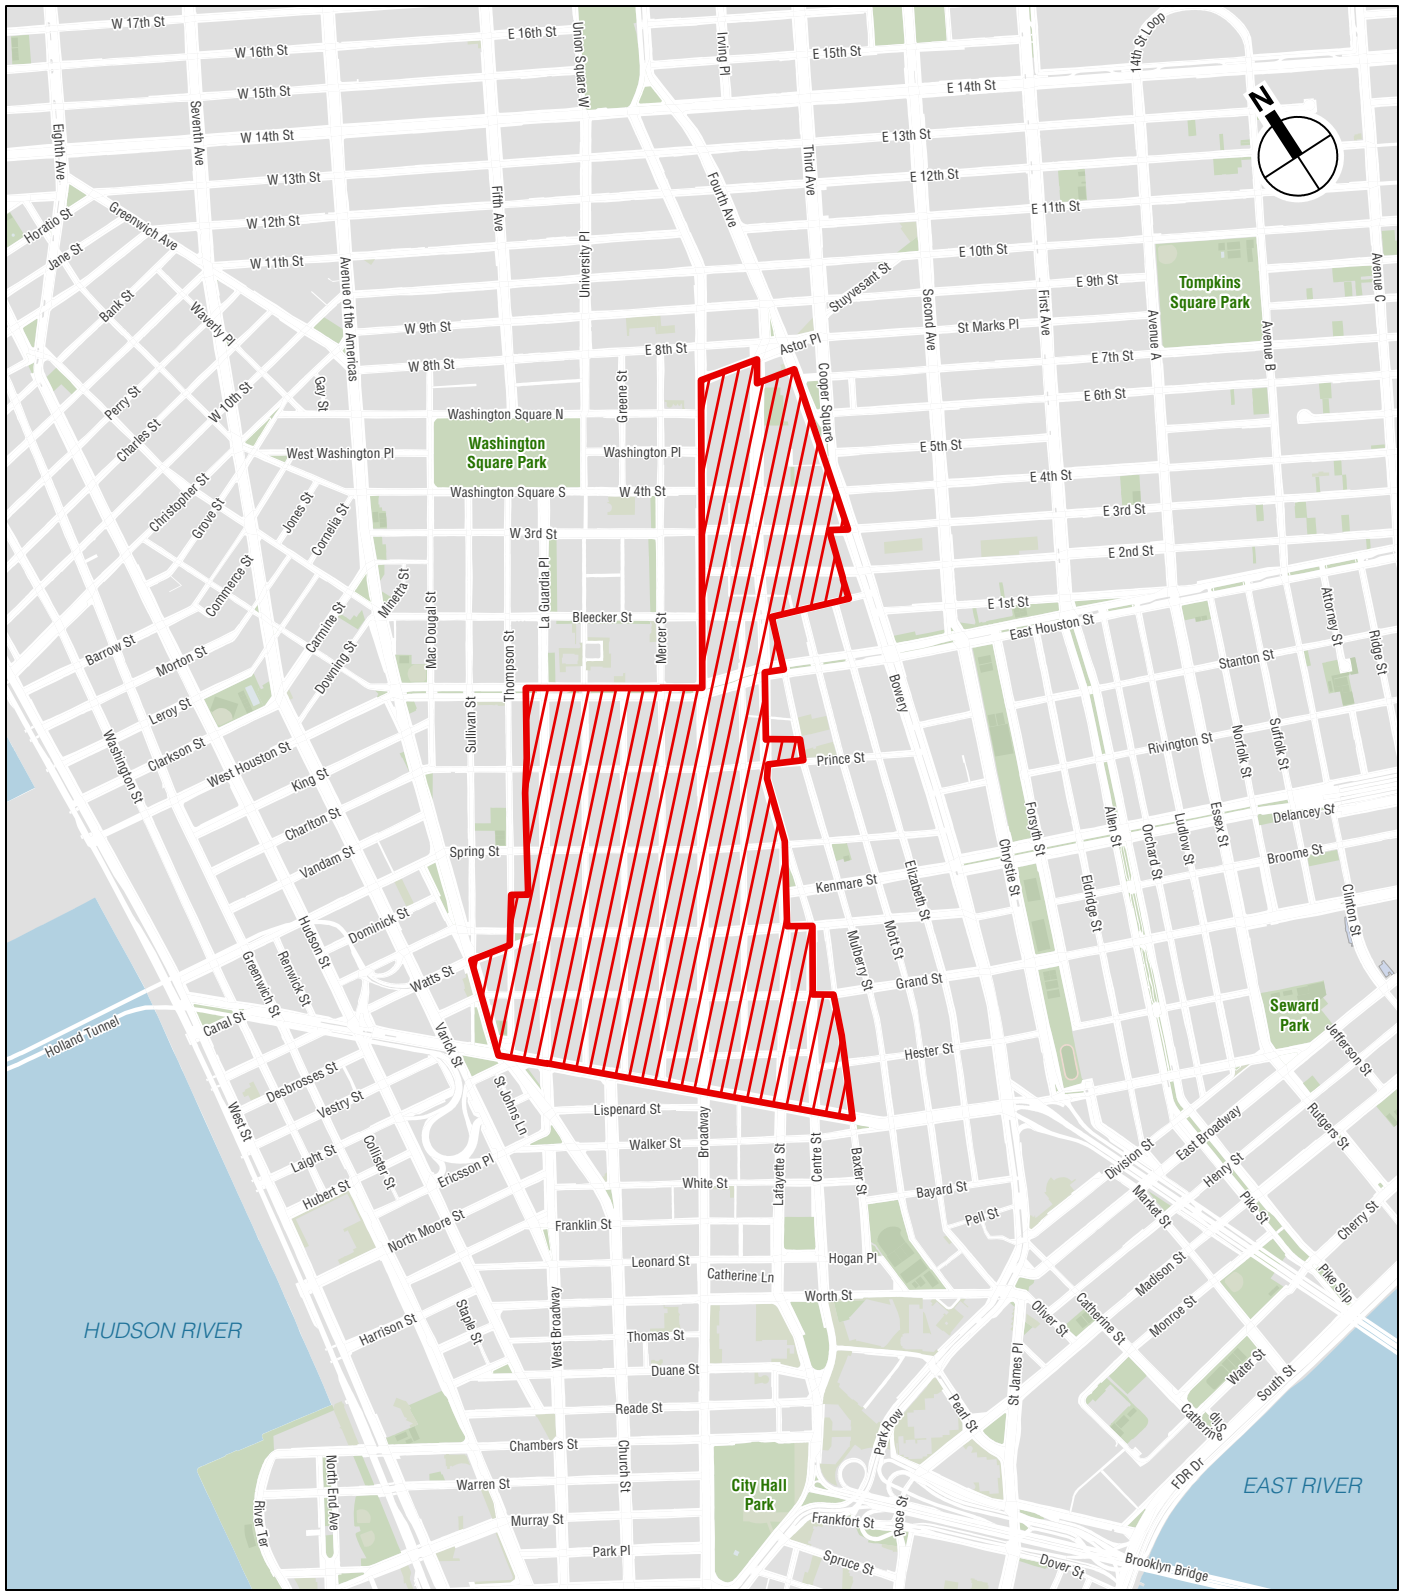 W 17th St
E 16th St
Union Square W
Irving Pl
14th St Loop
W 16th St
E 15th St
W 15th St
E 14th St
N
Eighth Ave
Seventh Ave
W 14th St
E 13th St
Third Ave
W 13th St
E 12th St
Fifth Ave
Fourth Ave
Horatio St
Greenwich Ave
W 12th St
E 11th St
Jane St
W 11th St
University Pl
E 10th St
Avenue C
Avenue of the Americas
Stuyvesant St
E 9th St
Tompkins
Square Park
Bank St
Waverly Pl
W 9th St
Second Ave
First Ave
St Marks Pl
Avenue A
Avenue B
Astor Pl
E 8th St
W 8th St
E 7th St
Perry St
W 10th St
Gay St
Greene St
Cooper Square
E 6th St
Washington Square N
Charles St
West Washington Pl
Washington
Square Park
Washington Pl
E 5th St
E 4th St
Christopher St
Grove St
Jones St
Cornelia St
Washington Square S
W 4th St
E 3rd St
W 3rd St
E 2nd St
Commerce St
Minetta St
Mac Dougal St
La Guardia Pl
Bleecker St
Mercer St
E 1st St
East Houston St
Attorney St
Ridge St
Barrow St
Morton St
Carmine St
Downing St
Thompson St
Stanton St
Leroy St
Sullivan St
Bowery
Washington St
Clarkson St
West Houston St
Prince St
Rivington St
Norfolk St
Suffolk St
King St
Charlton St
Forsyth St
Allen St
Orchard St
Ludlow St
Essex St
Delancey St
Vandam St
Spring St
Chrystie St
Broome St
Kenmare St
Elizabeth St
Eldridge St
Clinton St
Dominick St
Hudson St
Mulberry St
Mott St
Greenwich St
Renwick St
Watts St
Grand St
Seward
Park
Holland Tunnel
Canal St
Varick St
Hester St
Jefferson St
Desbrosses St
Vestry St
St Johns Ln
Lispenard St
Broadway
West St
Walker St
Lafayette St
Centre St
Baxter St
Division St
East Broadway
Rutgers St
Laight St
Collister St
Ericsson Pl
Henry St
Hubert St
White St
Bayard St
Market St
Pike St
Cherry St
North Moore St
Franklin St
Pell St
Leonard St
Hogan Pl
Catherine Ln
Madison St
Pike Slip
West Broadway
Worth St
Oliver St
Catherine St
Monroe St
HUDSON RIVER
Harrison St
Staple St
Thomas St
St James Pl
Duane St
Water St
South St
Reade St
Pearl St
Catherine Slip
Park Row
Chambers St
Church St
North End Ave
River Ter
Warren St
City Hall
Park
FDR Dr
EAST RIVER
Murray St
Frankfort St
Rose St
Park Pl
Spruce St
Dover St
Brooklyn Bridge